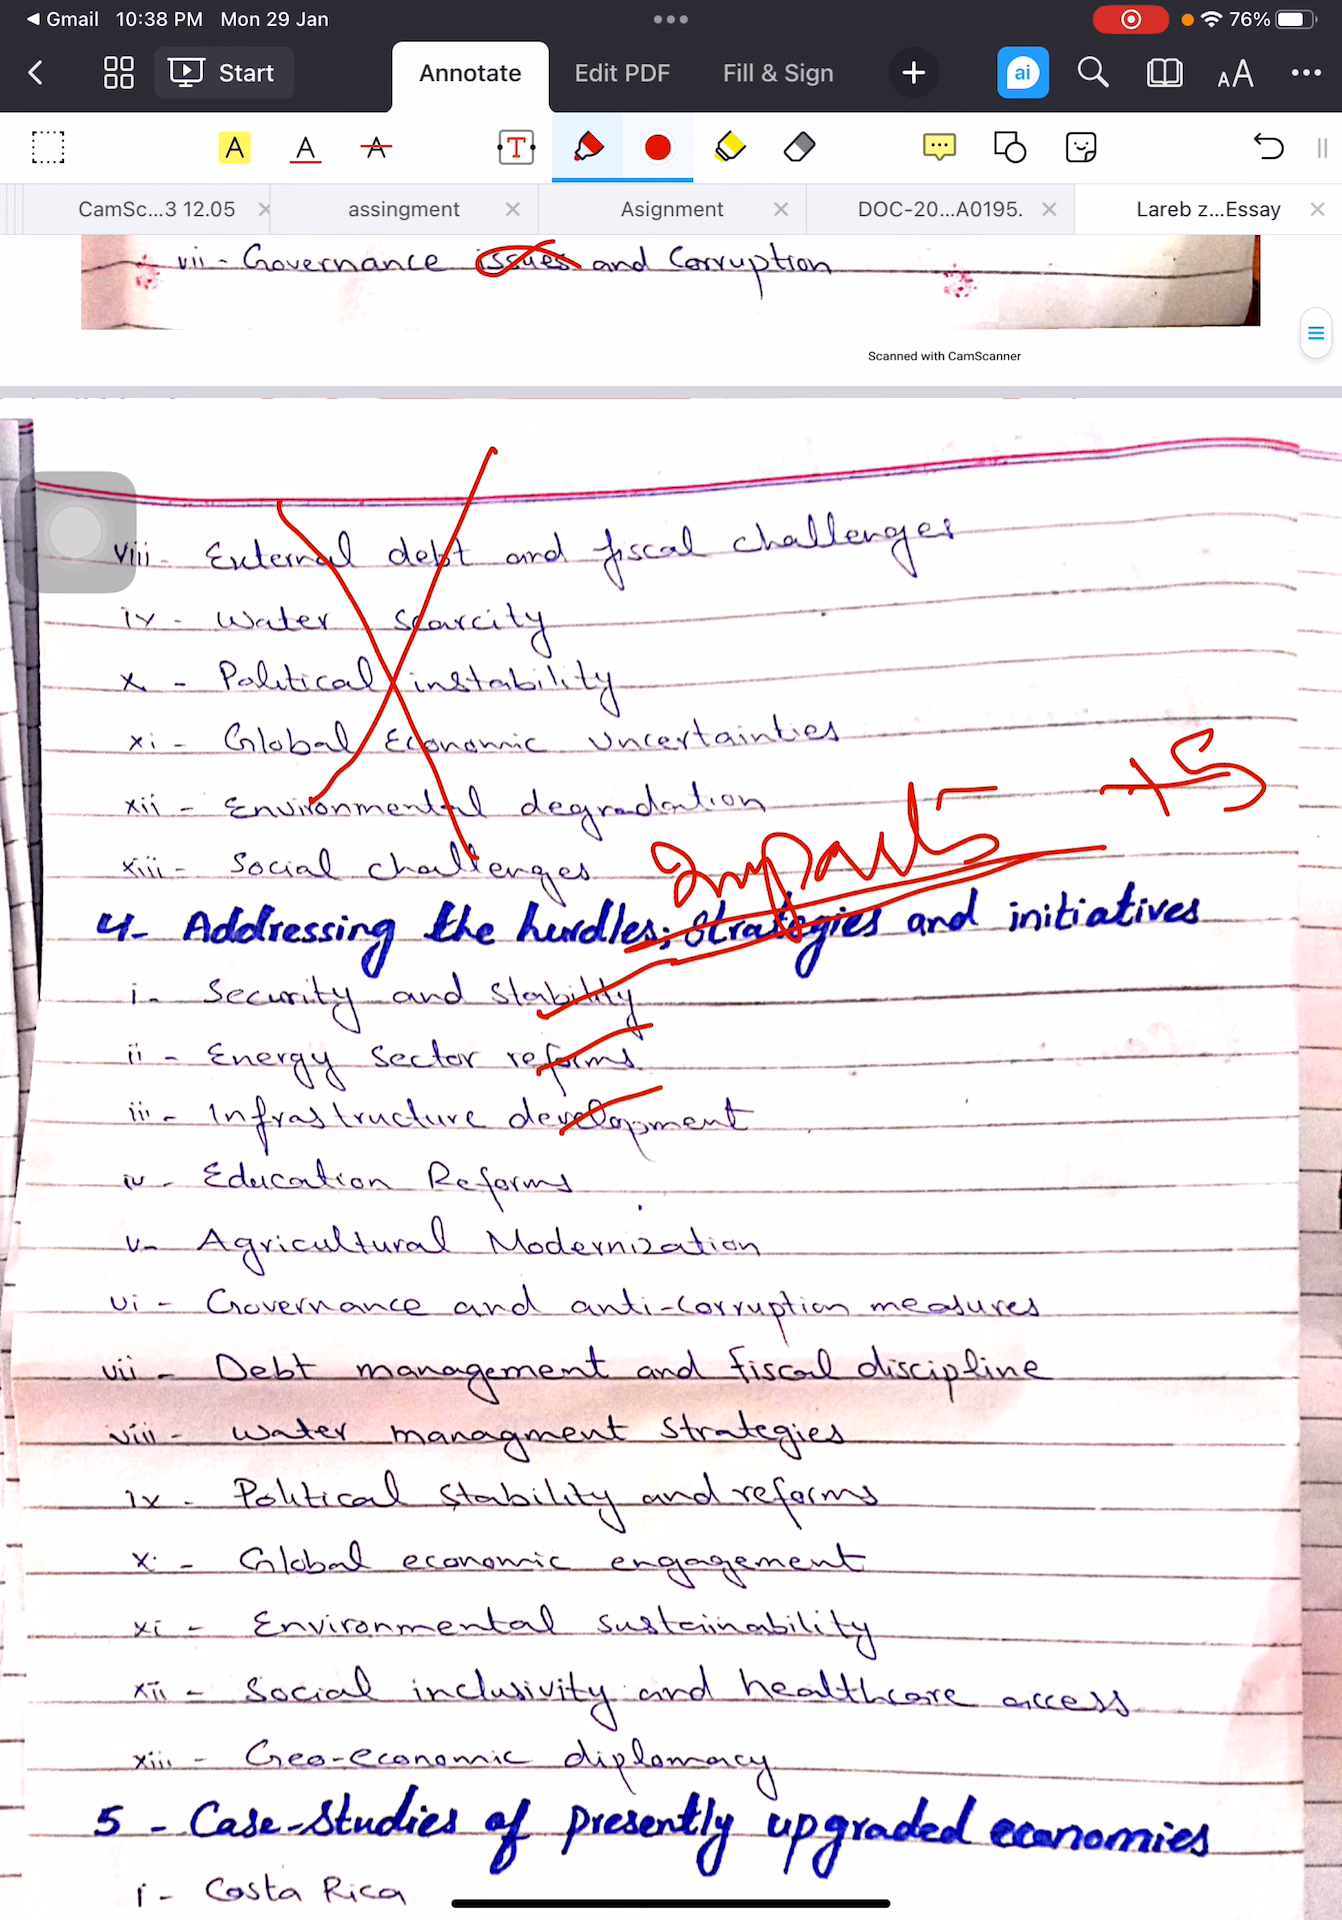 Gmail 10:38 PM Mon 29 Jan 76%
Start Annotate Edit PDF Fill & Sign + ai AA
A A A T
CamSc...3 12.05 assingment Asignment DOC-20...A0195. Lareb z...Essay
vii - Governance issues and Corruption
Scanned with CamScanner
viii - External debt and fiscal challenges
ix - Water scarcity
x - Political instability
xi - Global Economic Uncertainties
xii - Environmental degradation
xiii - Social challenges
Impacts +5
4- Addressing the hurdles; Strategies and initiatives
i- Security and Stability
ii - Energy Sector reforms
iii - Infrastructure development
iv - Education Reforms
v- Agricultural Modernization
vi - Governance and anti-corruption measures
vii - Debt management and fiscal discipline
viii - Water managment Strategies
ix - Political Stability and reforms
x - Global economic engagement
xi - Environmental sustainability
xii - Social inclusivity and healthcare access
xiii - Geo-economic diplomacy
5 - Case-Studies of presently upgraded economies
i- Costa Rica